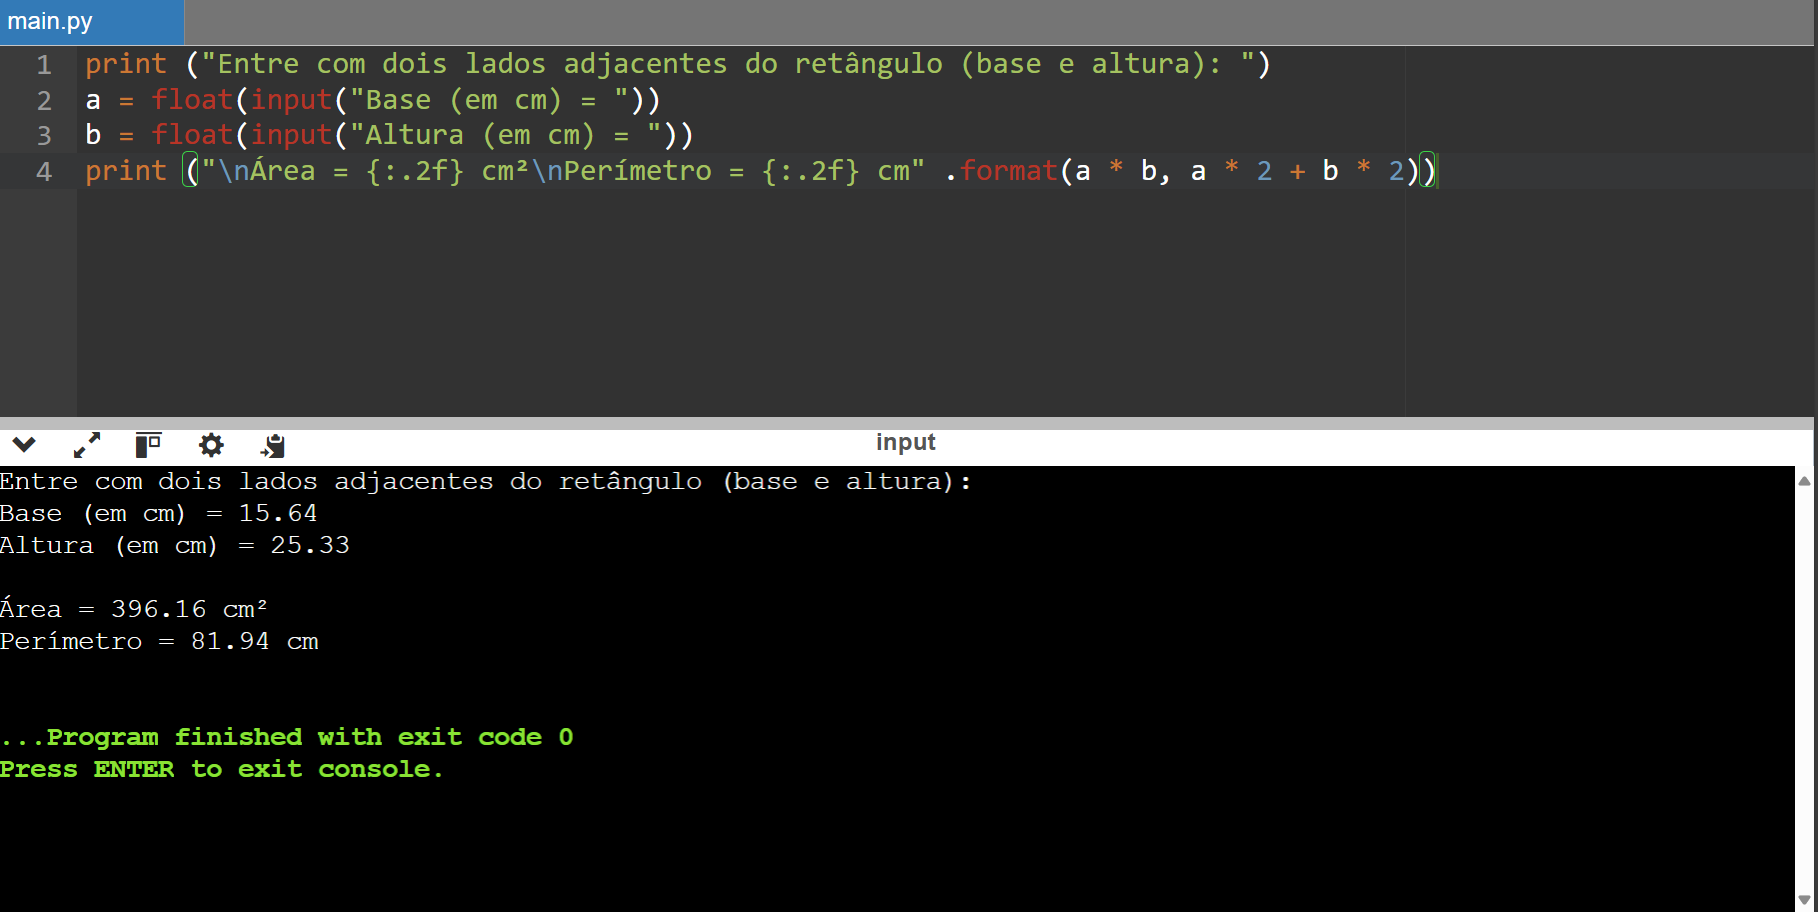 main.py
1 print ("Entre com dois lados adjacentes do retângulo (base e altura): ")
2 a = float(input("Base (em cm) = "))
3 b = float(input("Altura (em cm) = "))
4 print ("\nÁrea = {:.2f} cm²\nPerímetro = {:.2f} cm" .format(a * b, a * 2 + b * 2))
input
Entre com dois lados adjacentes do retângulo (base e altura):
Base (em cm) = 15.64
Altura (em cm) = 25.33
Área = 396.16 cm²
Perímetro = 81.94 cm
...Program finished with exit code 0
Press ENTER to exit console.